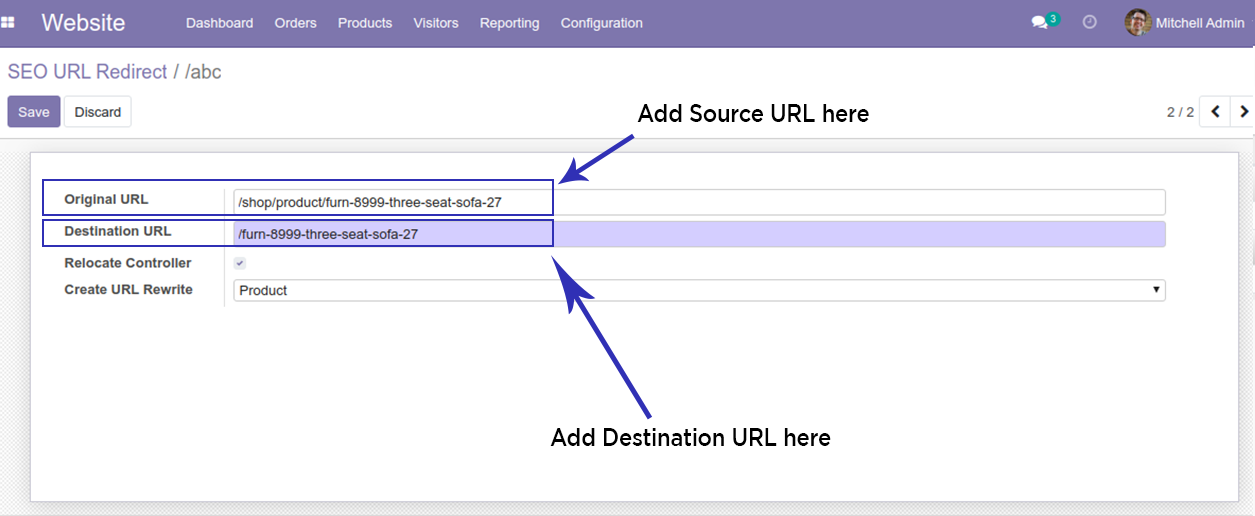 Website Dashboard Orders Products Visitors Reporting Configuration 3 Mitchell Admin
SEO URL Redirect / /abc
Save Discard 2 / 2
Add Source URL here
Original URL /shop/product/furn-8999-three-seat-sofa-27
Destination URL /furn-8999-three-seat-sofa-27
Relocate Controller
Create URL Rewrite Product
Add Destination URL here